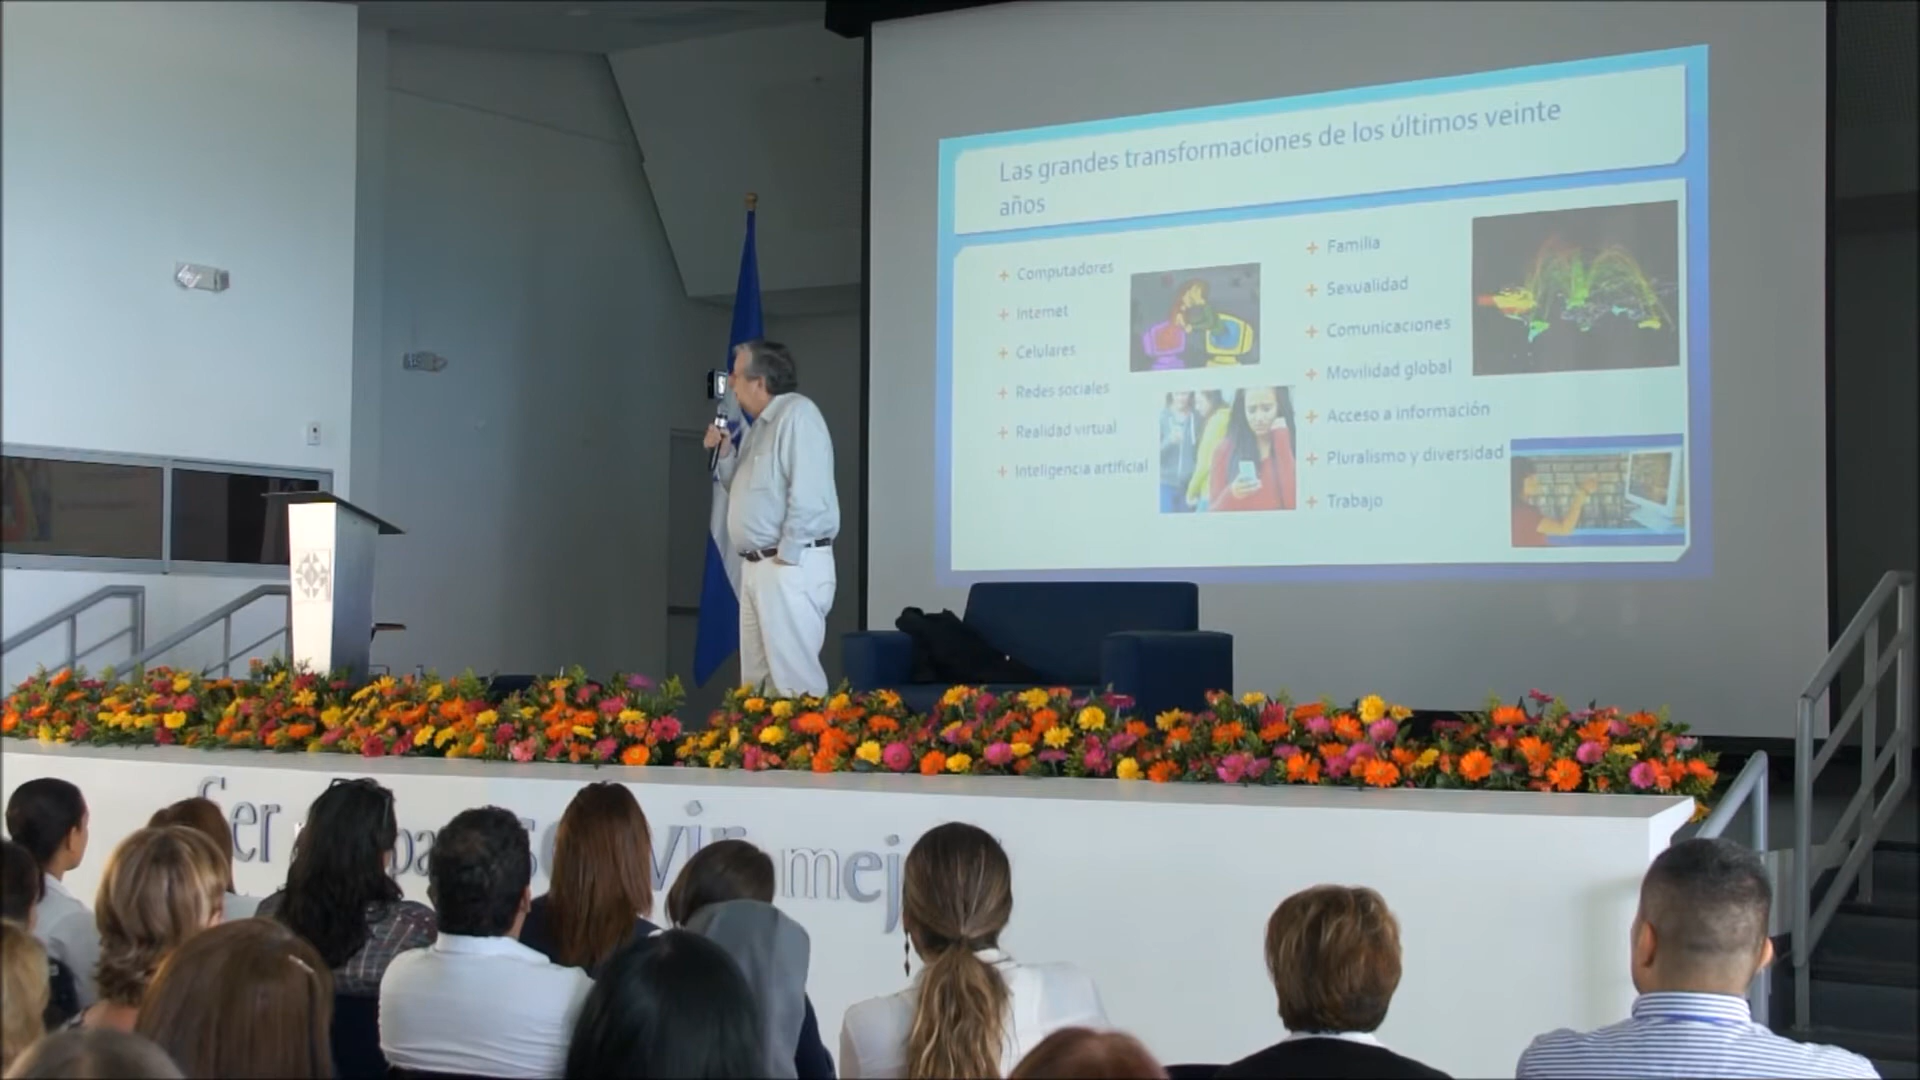 Las grandes transformaciones de los últimos veinte
años
+ Computadores
+ Internet
+ Celulares
+ Redes sociales
+ Realidad virtual
+ Inteligencia artificial
+ Familia
+ Sexualidad
+ Comunicaciones
+ Movilidad global
+ Acceso a información
+ Pluralismo y diversidad
+ Trabajo
Ser